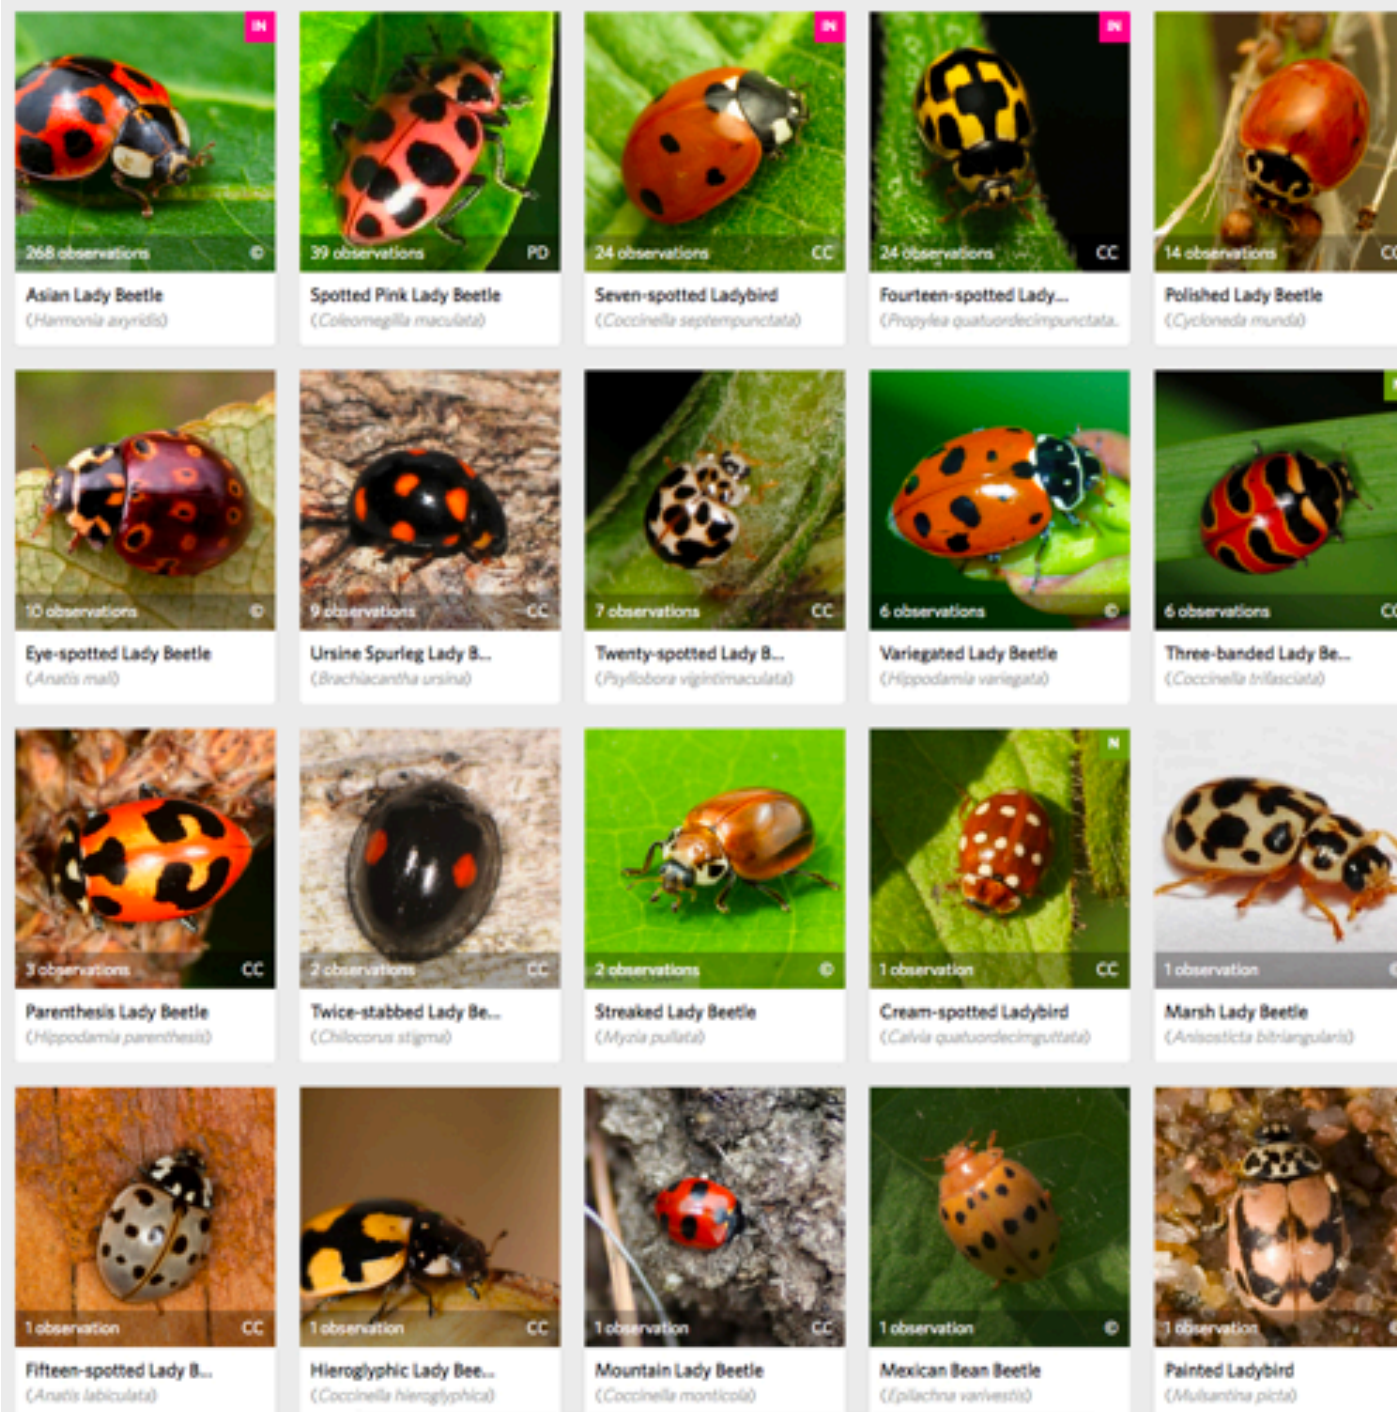 IN
IN
IN
268 observations ©
39 observations PD
24 observations CC
24 observations CC
14 observations CC
Asian Lady Beetle
Spotted Pink Lady Beetle
Seven-spotted Ladybird
Fourteen-spotted Lady...
Polished Lady Beetle
(Harmonia axyridis)
(Coleomegilla maculata)
(Coccinella septempunctata)
(Propylea quatuordecimpunctata..
(Cycloneda munda)
10 observations ©
9 observations CC
7 observations CC
6 observations ©
6 observations CC
Eye-spotted Lady Beetle
Ursine Spurleg Lady B...
Twenty-spotted Lady B...
Variegated Lady Beetle
Three-banded Lady Be...
(Anatis mali)
(Brachiacantha ursina)
(Psyllobora vigintimaculata)
(Hippodamia variegata)
(Coccinella trifasciata)
N
3 observations CC
2 observations CC
2 observations ©
1 observation CC
1 observation
Parenthesis Lady Beetle
Twice-stabbed Lady Be...
Streaked Lady Beetle
Cream-spotted Ladybird
Marsh Lady Beetle
(Hippodamia parenthesis)
(Chilocorus stigma)
(Myzia pullata)
(Calvia quatuordecimguttata)
(Anisosticta bitriangularis)
1 observation CC
1 observation CC
1 observation CC
1 observation ©
1 observation
Fifteen-spotted Lady B...
Hieroglyphic Lady Bee...
Mountain Lady Beetle
Mexican Bean Beetle
Painted Ladybird
(Anatis labiculata)
(Coccinella hieroglyphica)
(Coccinella monticola)
(Epilachna varivestis)
(Mulsantina picta)